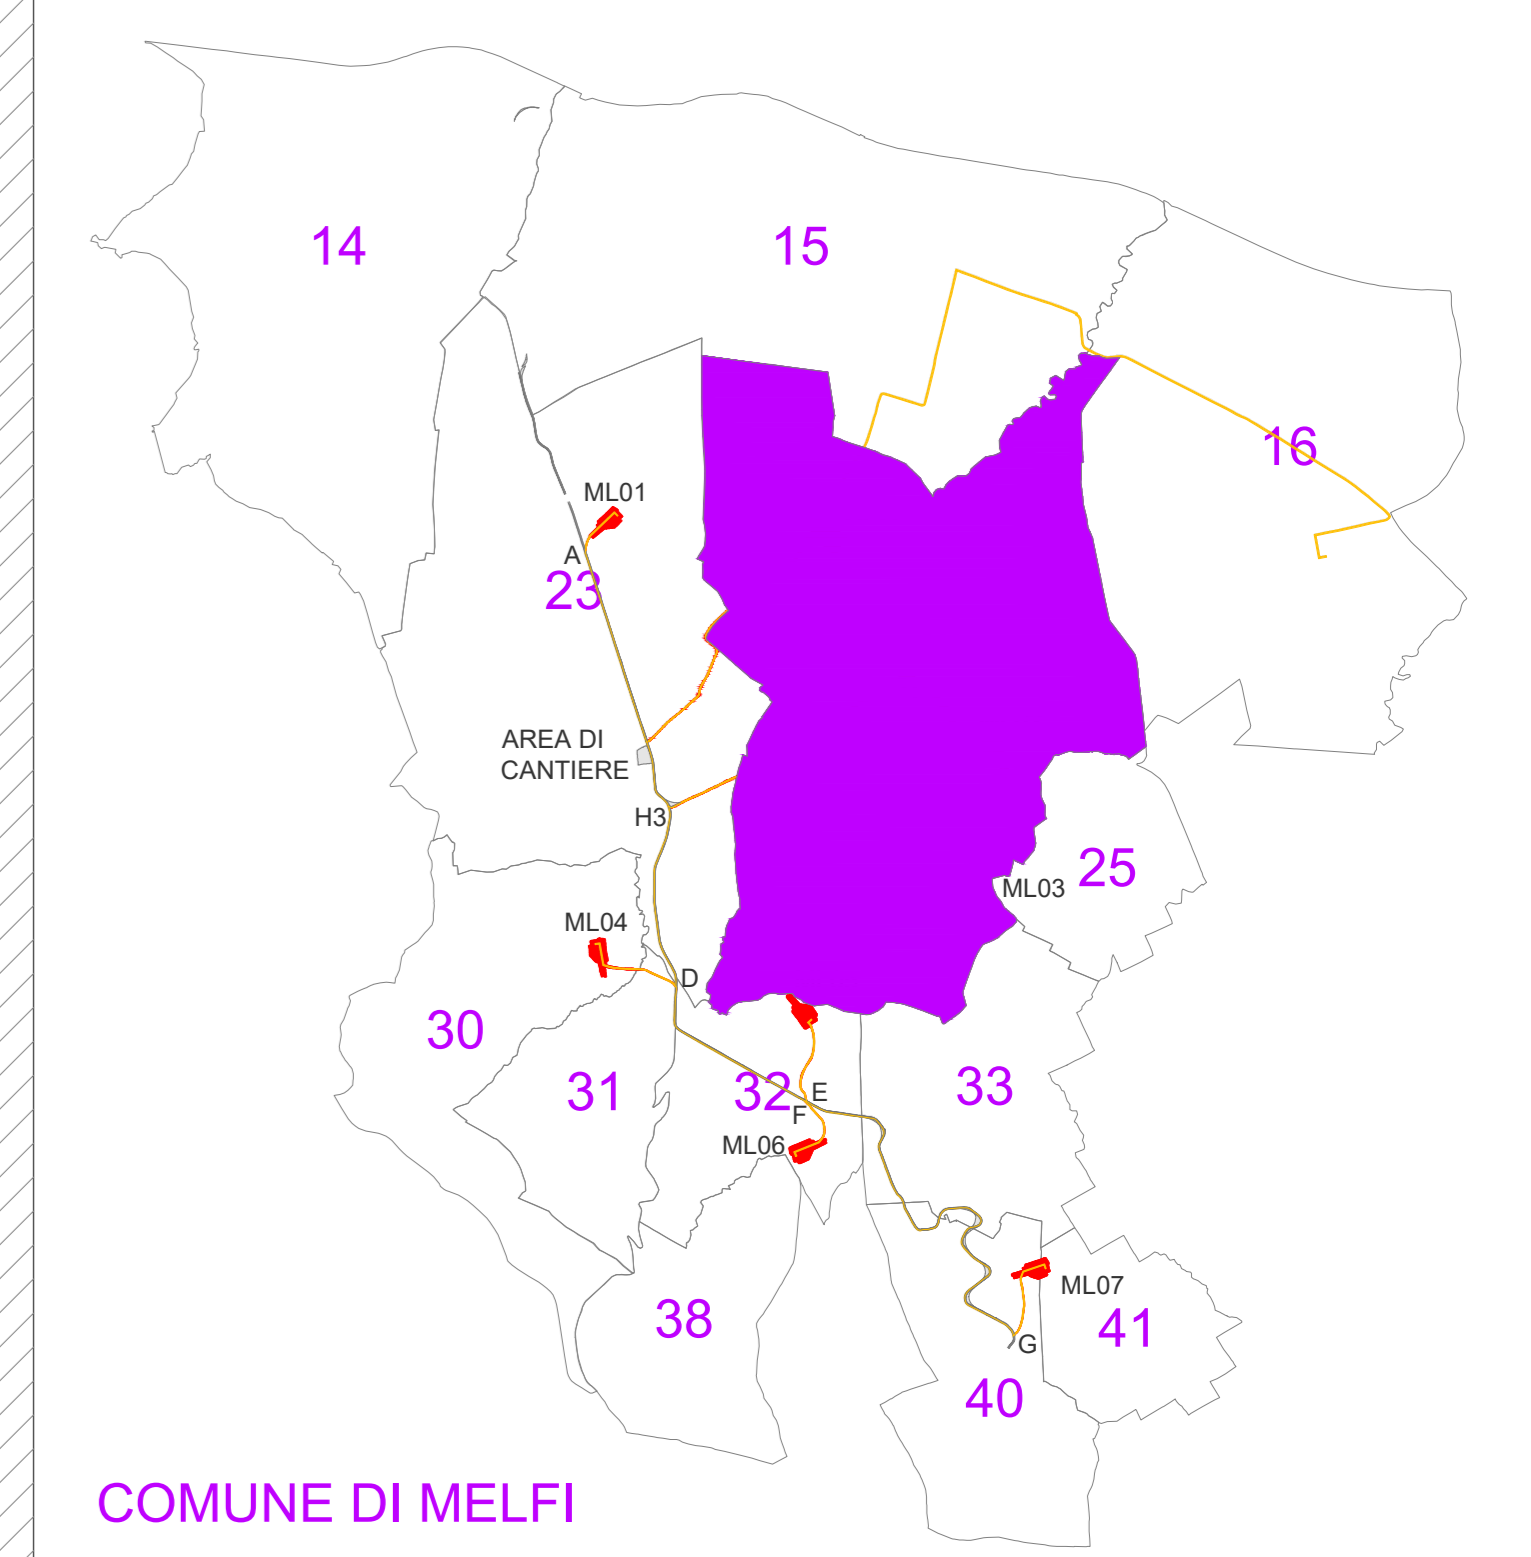 14
15
16
ML01
A
23
AREA DI
CANTIERE
H3
25
ML03
ML04
D
30
31
32
E
F
33
ML06
ML07
38
41
G
40
COMUNE DI MELFI